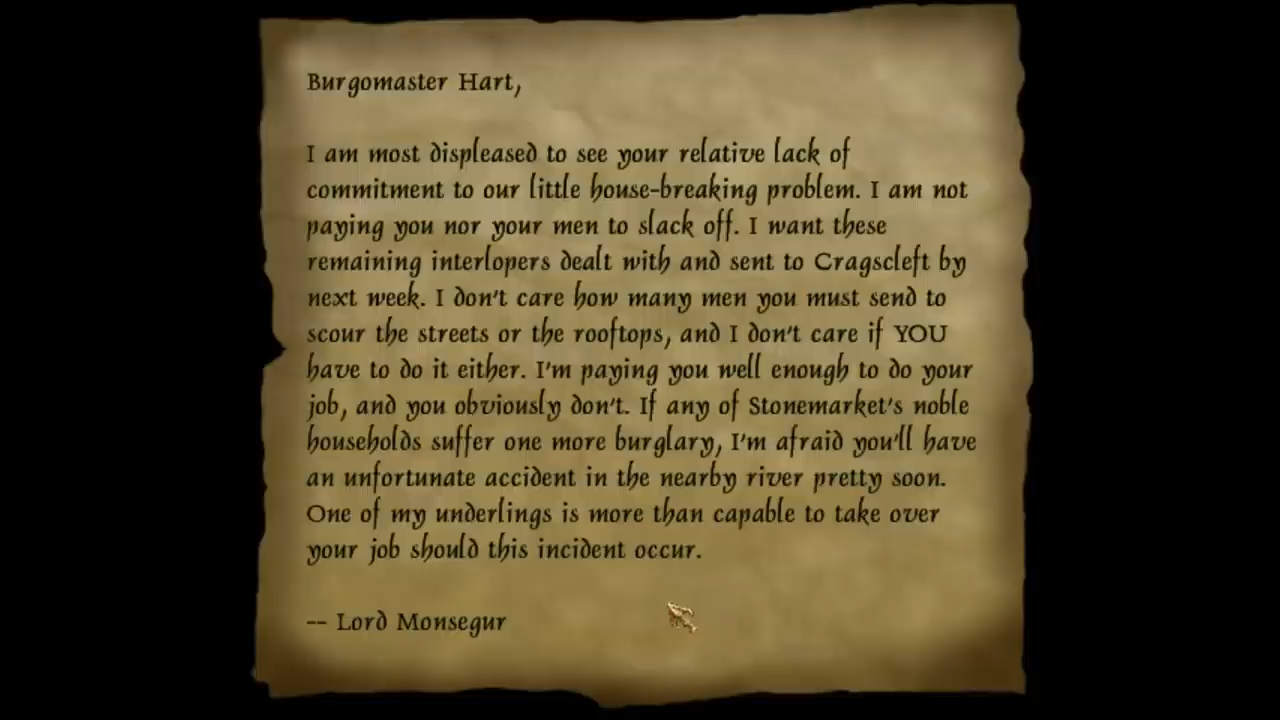 Burgomaster Hart,
I am most displeased to see your relative lack of
commitment to our little house-breaking problem. I am not
paying you nor your men to slack off. I want these
remaining interlopers dealt with and sent to Cragscleft by
next week. I don't care how many men you must send to
scour the streets or the rooftops, and I don't care if YOU
have to do it either. I'm paying you well enough to do your
job, and you obviously don't. If any of Stonemarket's noble
households suffer one more burglary, I'm afraid you'll have
an unfortunate accident in the nearby river pretty soon.
One of my underlings is more than capable to take over
your job should this incident occur.
-- Lord Monsegur